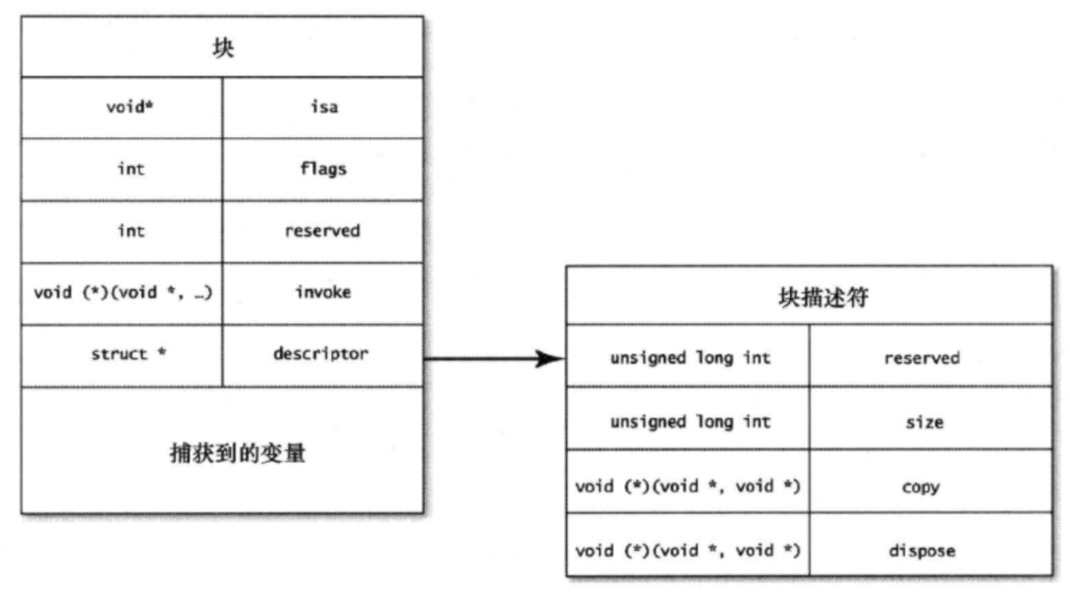 块
void* isa
int flags
int reserved
void (*)(void *, …) invoke
struct * descriptor
捕获到的变量
块描述符
unsigned long int reserved
unsigned long int size
void (*)(void *, void *) copy
void (*)(void *, void *) dispose